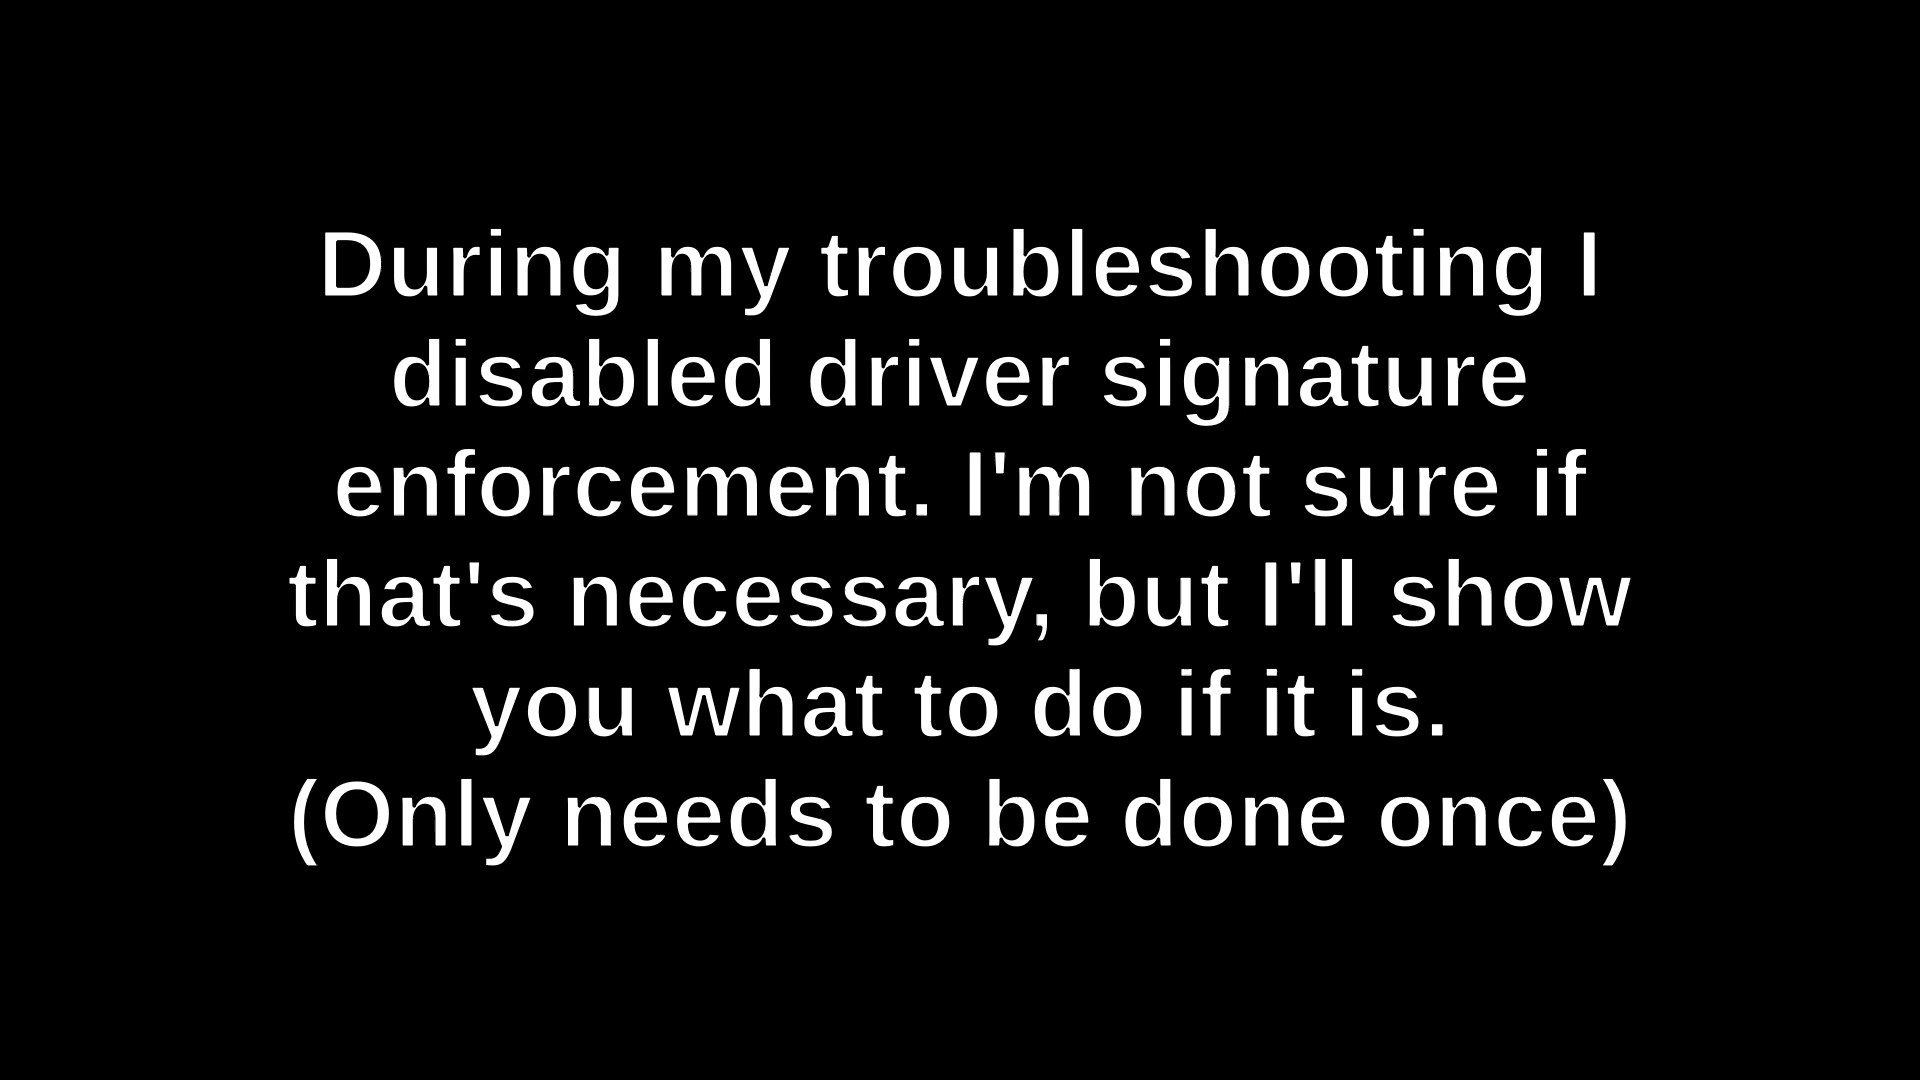 During my troubleshooting I
disabled driver signature
enforcement. I'm not sure if
that's necessary, but I'll show
you what to do if it is.
(Only needs to be done once)